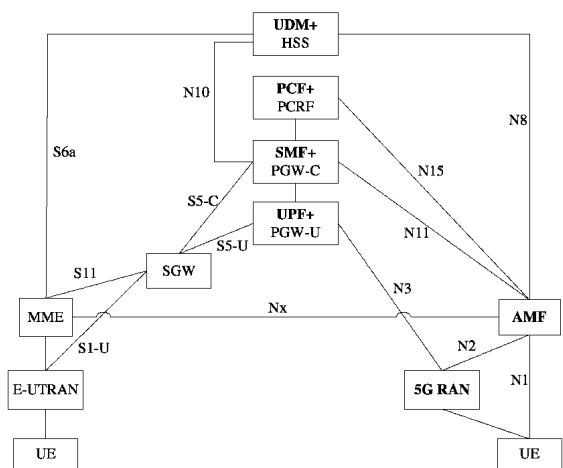 UDM+
HSS
N10
PCF+
PCRF
S6a
N8
SMF+
PGW-C
N15
S5-C
UPF+
PGW-U
N11
S5-U
SGW
S11
N3
MME
Nx
AMF
S1-U
N2
E-UTRAN
5G RAN
N1
UE
UE